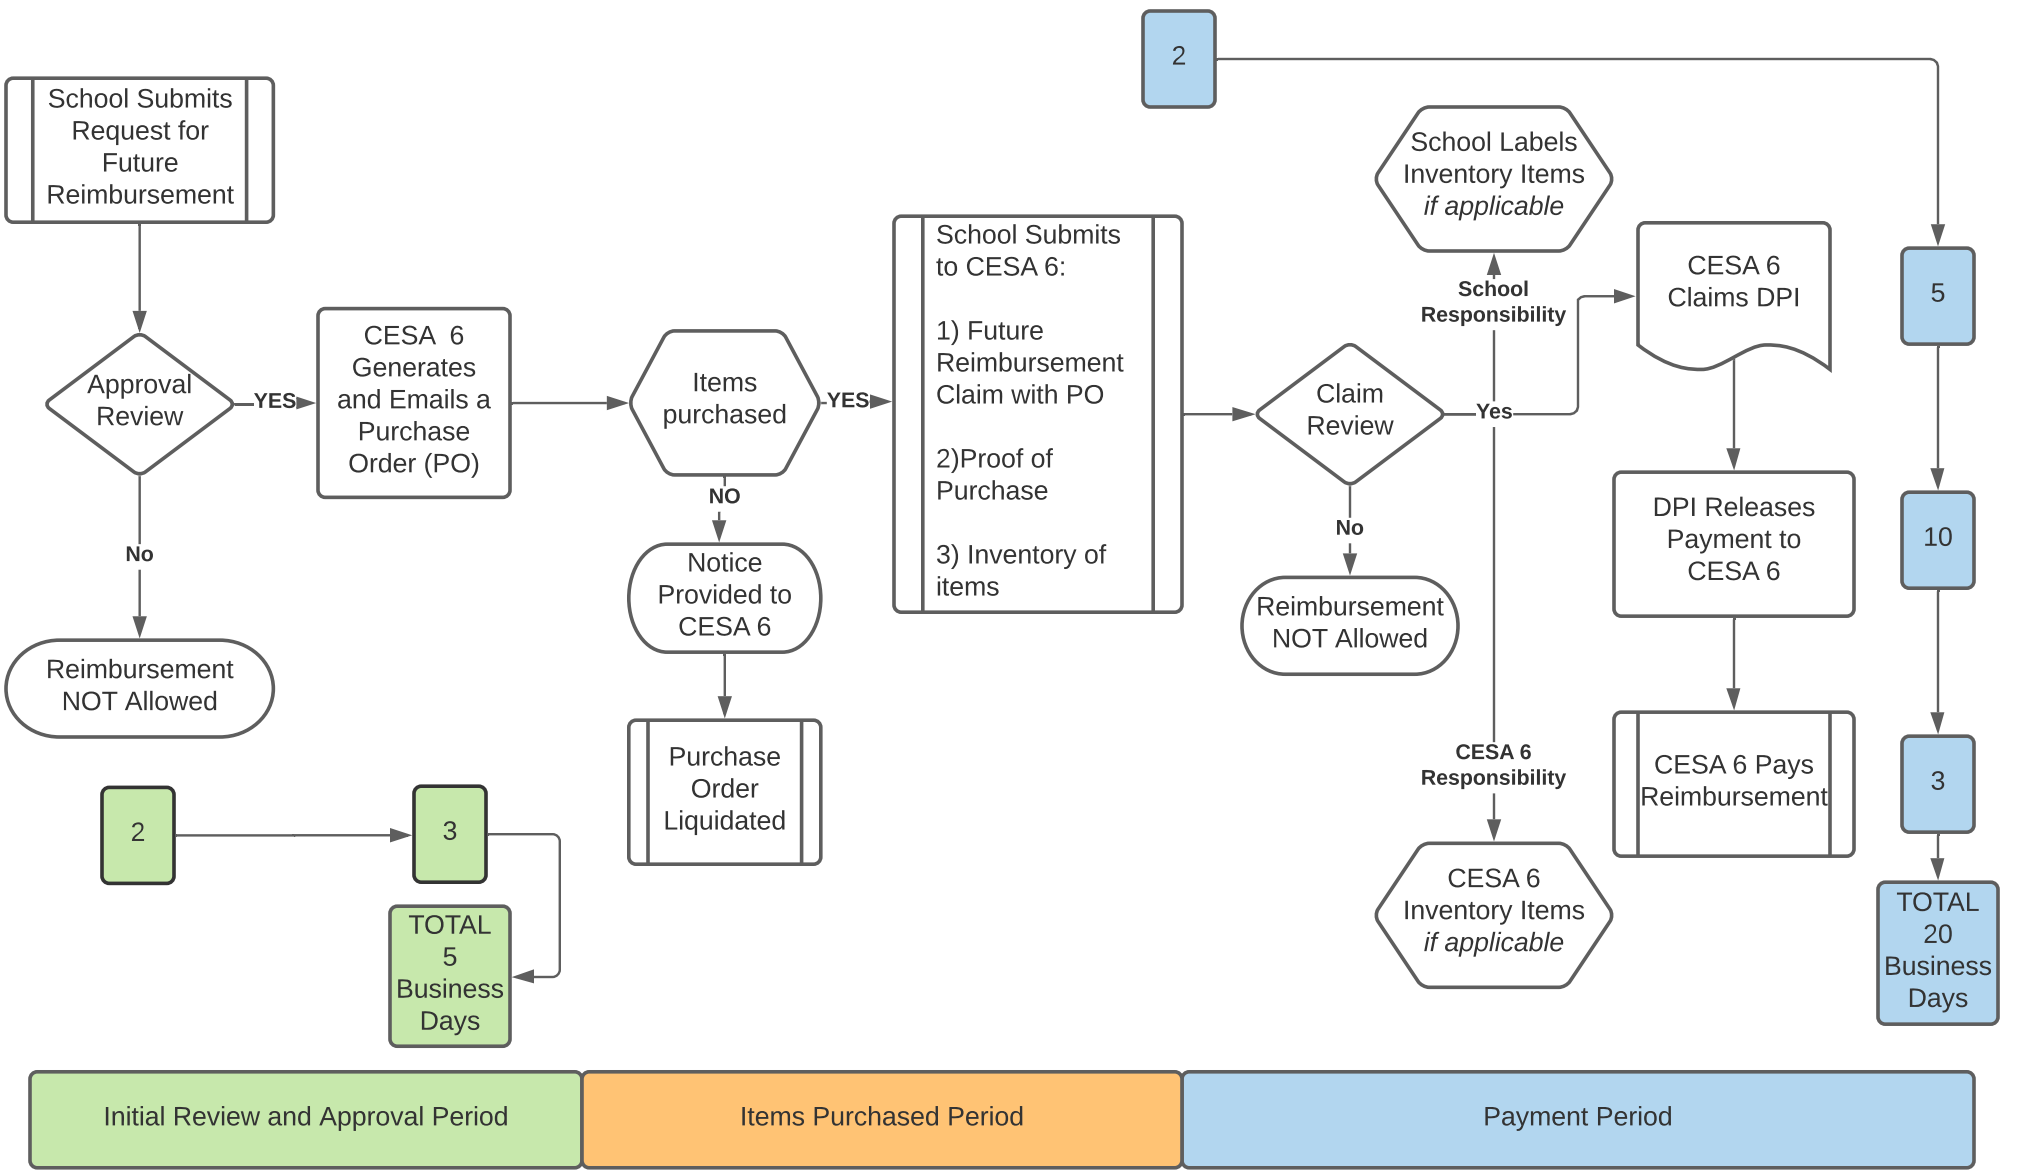 2
School Submits
Request for
Future
Reimbursement
Approval
Review
YES
No
Reimbursement
NOT Allowed
CESA  6
Generates
and Emails a
Purchase
Order (PO)
Items
purchased
YES
NO
Notice
Provided to
CESA 6
Purchase
Order
Liquidated
School Submits
to CESA 6:
1) Future
Reimbursement
Claim with PO
2)Proof of
Purchase
3) Inventory of
items
Claim
Review
No
Reimbursement
NOT Allowed
Yes
School
Responsibility
School Labels
Inventory Items
if applicable
CESA 6
Responsibility
CESA 6
Inventory Items
if applicable
CESA 6
Claims DPI
DPI Releases
Payment to
CESA 6
CESA 6 Pays
Reimbursement
5
10
3
TOTAL
20
Business
Days
2
3
TOTAL
5
Business
Days
Initial Review and Approval Period
Items Purchased Period
Payment Period